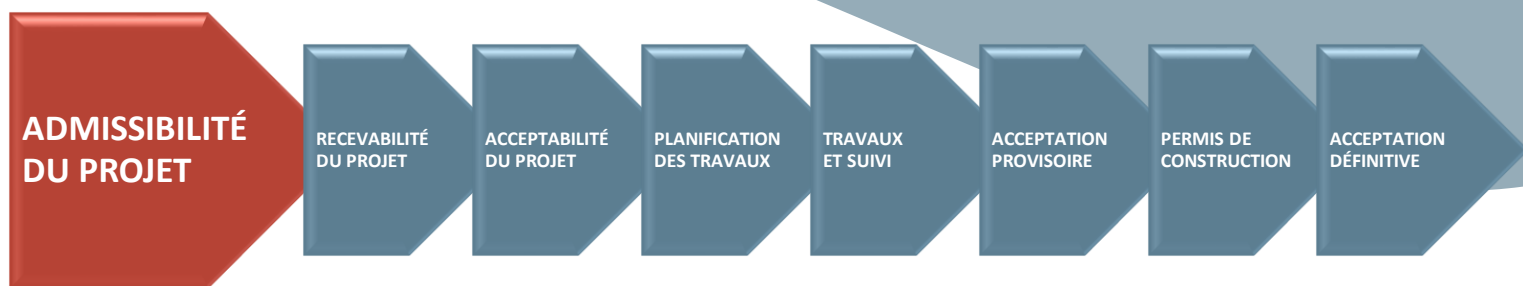 ADMISSIBILITÉ
DU PROJET
RECEVABILITÉ
DU PROJET
ACCEPTABILITÉ
DU PROJET
PLANIFICATION
DES TRAVAUX
TRAVAUX
ET SUIVI
ACCEPTATION
PROVISOIRE
PERMIS DE
CONSTRUCTION
ACCEPTATION
DÉFINITIVE